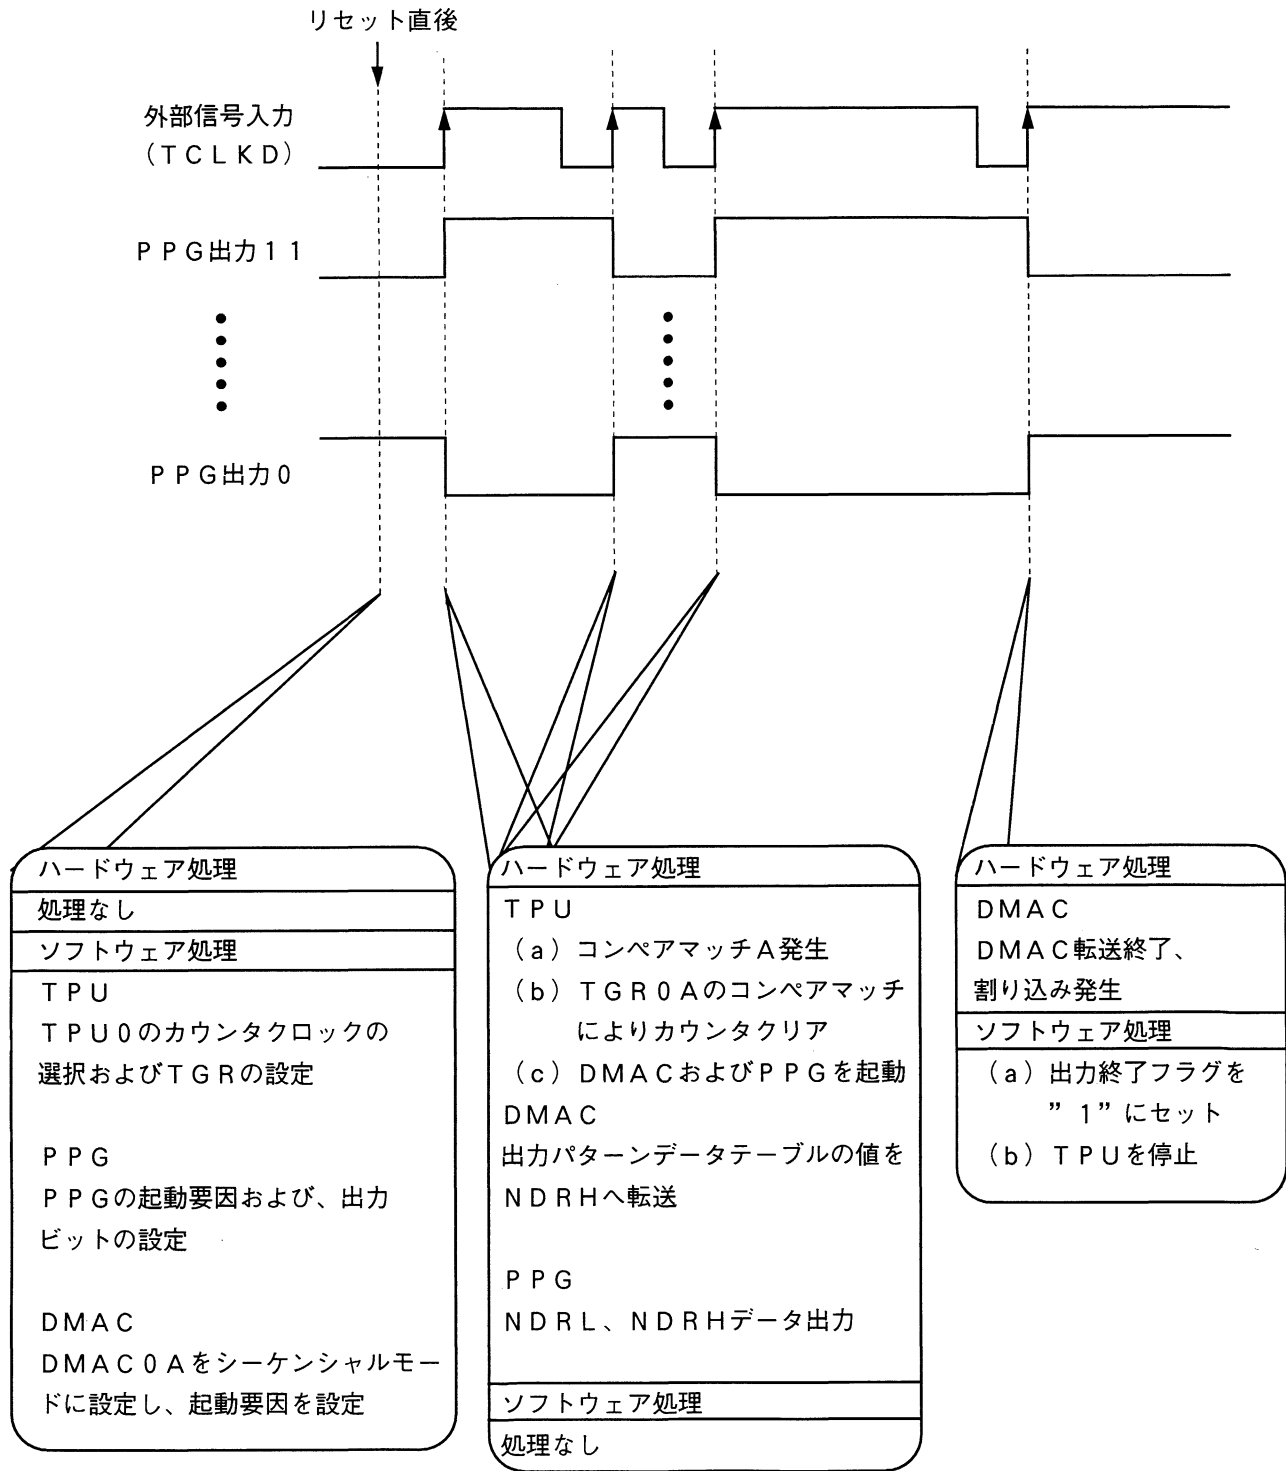 リセット直後
外部信号入力
(TCLKD)
PPG出力11
PPG出力0
ハードウェア処理
処理なし
ソフトウェア処理
TPU
TPU0のカウンタクロックの
選択およびTGRの設定
PPG
PPGの起動要因および、出力
ビットの設定
DMAC
DMAC0Aをシーケンシャルモー
ドに設定し、起動要因を設定
ハードウェア処理
TPU
(a)コンペアマッチA発生
(b)TGR0Aのコンペアマッチ
によりカウンタクリア
(c)DMACおよびPPGを起動
DMAC
出力パターンデータテーブルの値を
NDRHへ転送
PPG
NDRL、NDRHデータ出力
ソフトウェア処理
処理なし
ハードウェア処理
DMAC
DMAC転送終了、
割り込み発生
ソフトウェア処理
(a)出力終了フラグを
”1”にセット
(b)TPUを停止